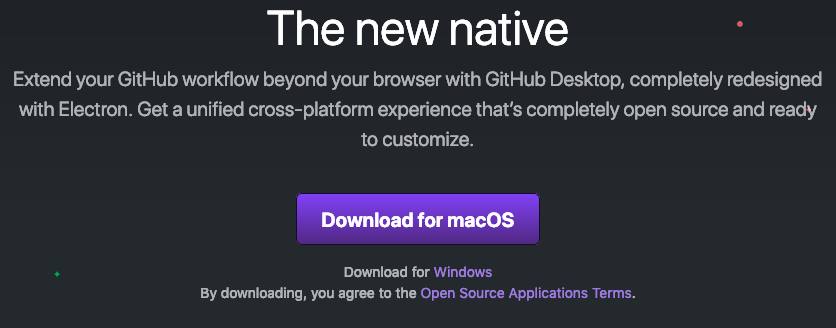 The new native
Extend your GitHub workflow beyond your browser with GitHub Desktop, completely redesigned
with Electron. Get a unified cross-platform experience that’s completely open source and ready
to customize.
Download for macOS
Download for Windows
By downloading, you agree to the Open Source Applications Terms.